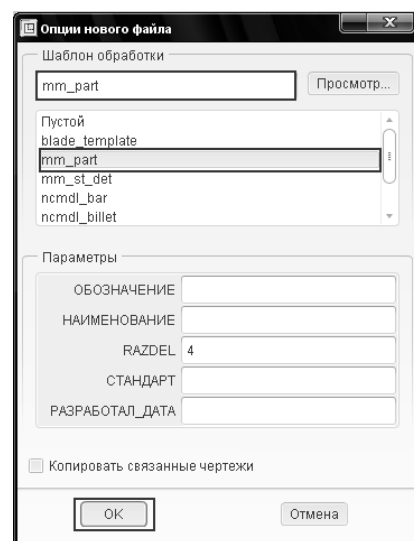 Опции нового файла
Шаблон обработки
mm_part
Просмотр...
Пустой
blade_template
mm_part
mm_st_det
ncmdl_bar
ncmdl_billet
Параметры
ОБОЗНАЧЕНИЕ
НАИМЕНОВАНИЕ
RAZDEL 4
СТАНДАРТ
РАЗРАБОТАЛ_ДАТА
Копировать связанные чертежи
OK Отмена